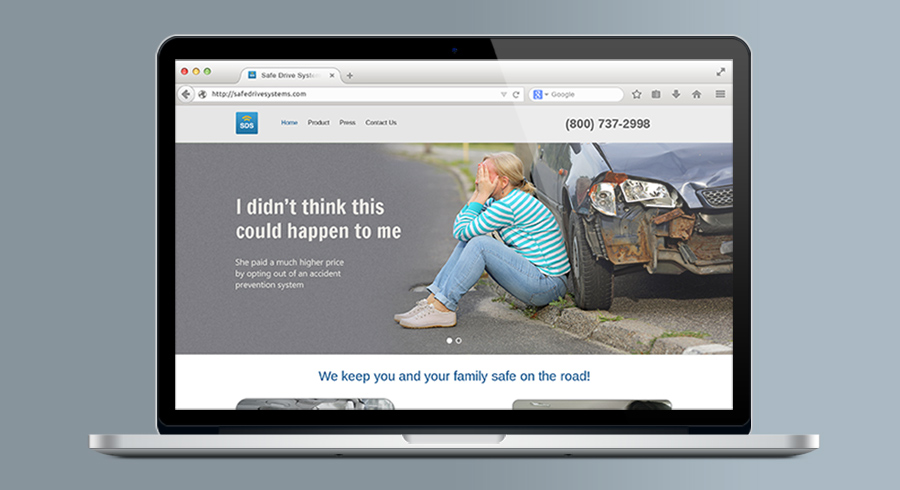 Safe Drive Syste
http://safedrivesystems.com
Google
SDS
Home Product Press Contact Us
(800) 737-2998
I didn't think this
could happen to me
She paid a much higher price
by opting out of an accident
prevention system
We keep you and your family safe on the road!